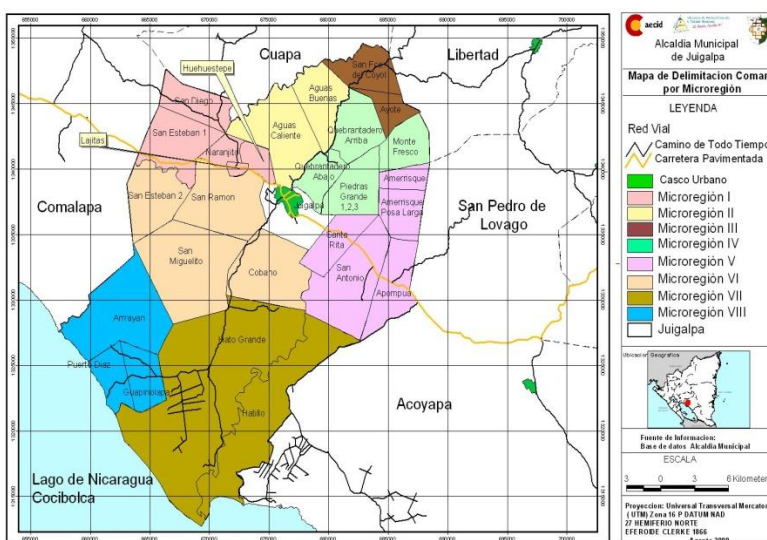 Cuapa
Libertad
Huehuestepe
San Fco
del Coyol
San Diego
Aguas
Buenas
Ayote
San Esteban 1
Aguas
Caliente
Quebrantadero
Arriba
Monte
Fresco
Lajitas
Naranjito
Quebrantadero
Abajo
Amerrisque
San Esteban 2
San Ramon
Piedras
Grande
1,2,3
Comalapa
Juigalpa
Amerrisque
Posa Larga
San Pedro de
Lovago
Santa
Rita
San
Miguelito
Cobano
San
Antonio
Apompua
Arrayan
Hato Grande
Puerto Diaz
Guapinolapa
Hatillo
Acoyapa
Lago de Nicaragua
Cocibolca
aecid
Alcaldia Municipal
de Juigalpa
Mapa de Delimitacion Comar
por Microregión
LEYENDA
Red Vial
Camino de Todo Tiempo
Carretera Pavimentada
Casco Urbano
Microregión I
Microregión II
Microregión III
Microregión IV
Microregión V
Microregión VI
Microregión VII
Microregión VIII
Juigalpa
Ubicacion Geográfica
Fuente de Informacion:
Base de datos Alcaldia Municipal
ESCALA
3 0 3 6 Kilometer
Proyeccion: Universal Transversal Mercator
( UTM) Zona 16 P DATUM NAD
27 HEMIFERIO NORTE
EFEROIDE CLERKE 1866